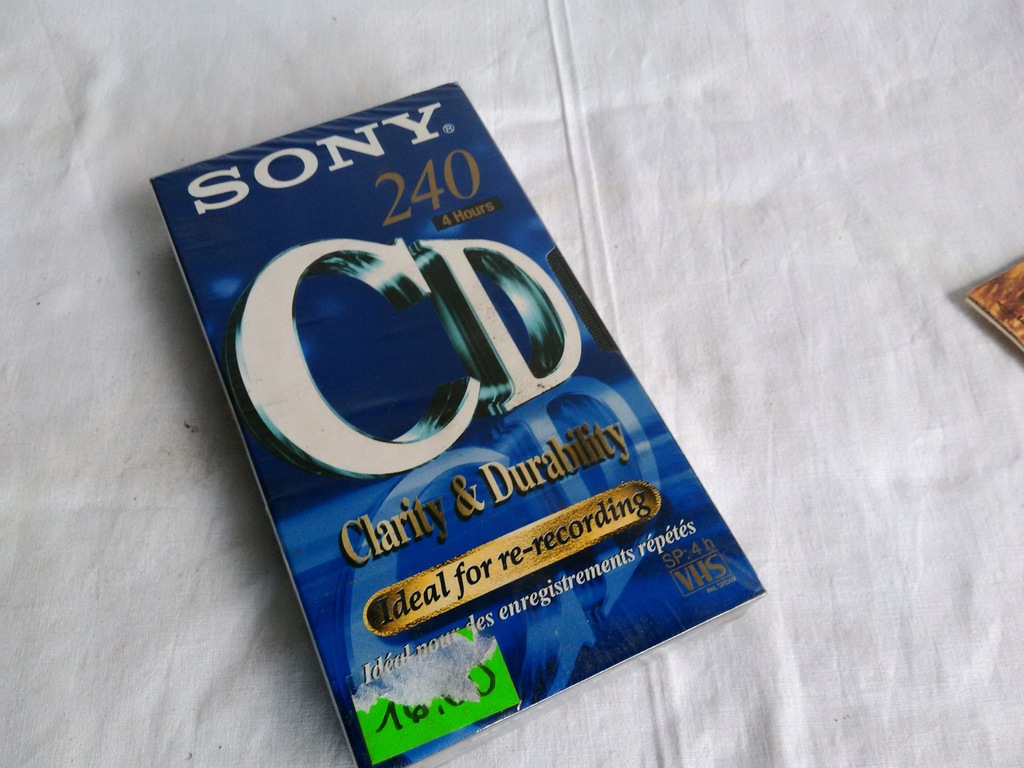 SONY®
240
4 Hours
CD
Clarity & Durability
Ideal for re-recording
Idéal pour des enregistrements répétés
SP: 4 h
VHS